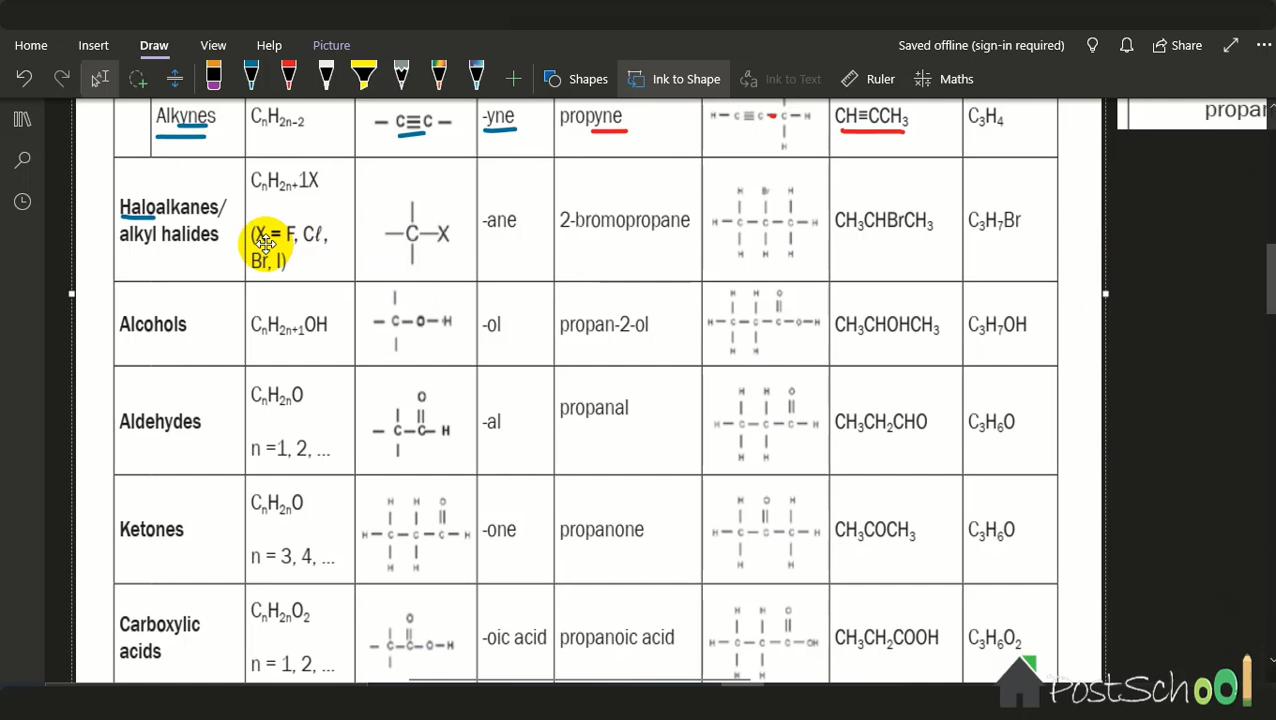 Home Insert Draw View Help Picture Saved offline (sign-in required) Share
Shapes Ink to Shape Ink to Text Ruler Maths
Alkynes CₙH₂ₙ₋₂ — C≡C — -yne propyne H — C ≡ C C — H H CH≡CCH₃ C₃H₄
propan
Haloalkanes/
alkyl halides
CₙH₂ₙ₊1X
(X = F, Cℓ,
Br, I)
—C—X
-ane
2-bromopropane
H Br H
H — C — C — C — H
H H H
CH₃CHBrCH₃
C₃H₇Br
Alcohols
CₙH₂ₙ₊₁OH
— C — O — H
-ol
propan-2-ol
H H O
H — C — C — C — O — H
H H
CH₃CHOHCH₃
C₃H₇OH
Aldehydes
CₙH₂ₙO
n =1, 2, ...
O
— C — C — H
-al
propanal
H H O
H — C — C — C — H
H H
CH₃CH₂CHO
C₃H₆O
Ketones
CₙH₂ₙO
n = 3, 4, ...
H H O
H — C — C — C — H
H H
-one
propanone
H O H
H — C — C — C — H
H H
CH₃COCH₃
C₃H₆O
Carboxylic
acids
CₙH₂ₙO₂
n = 1, 2, ...
O
— C — C — O — H
-oic acid
propanoic acid
H H O
H — C — C — C — OH
H H
CH₃CH₂COOH
C₃H₆O₂
PostSchool